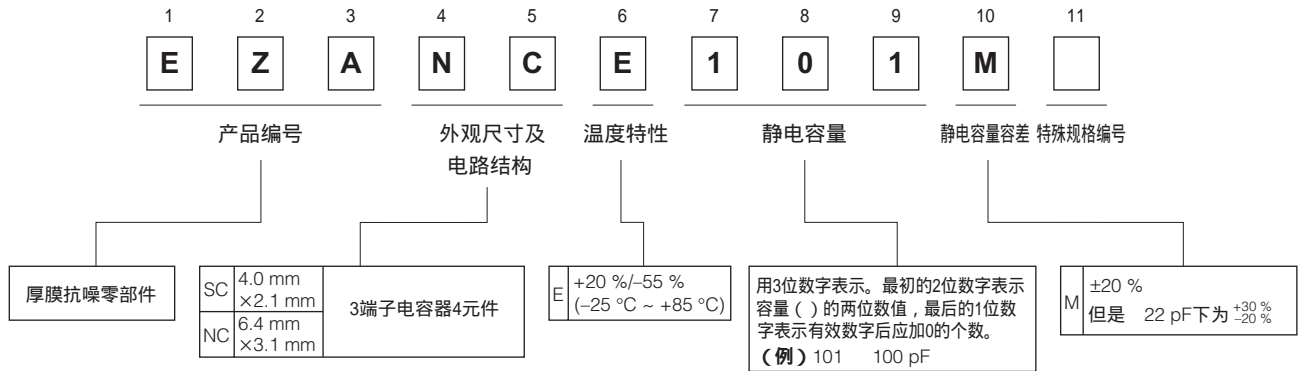 1 2 3 4 5 6 7 8 9 10 11
E Z A N C E 1 0 1 M
产品编号 外观尺寸及 温度特性 静电容量 静电容量容差 特殊规格编号
电路结构
厚膜抗噪零部件
SC 4.0 mm
×2.1 mm
NC 6.4 mm
×3.1 mm
3端子电容器4元件
E +20 %/–55 %
(–25 °C ~ +85 °C)
用3位数字表示。最初的2位数字表示
容量 ( ) 的两位数值，最后的1位数
字表示有效数字后应加0的个数。
（例）101 100 pF
M ±20 %
但是 22 pF下为 +30 %
–20 %